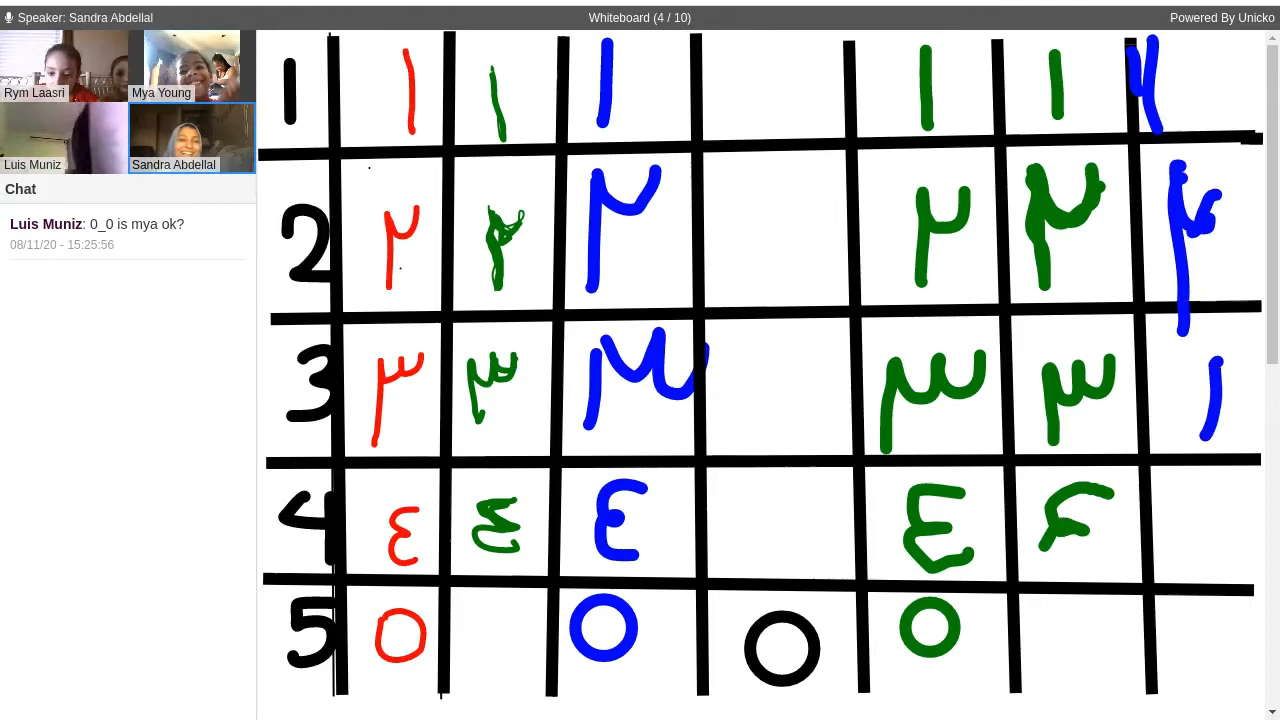 Speaker: Sandra Abdellal
Whiteboard (4 / 10)
Powered By Unicko
Rym Laasri
Mya Young
Luis Muniz
Sandra Abdellal
Chat
Luis Muniz: 0_0 is mya ok?
08/11/20 - 15:25:56
1 ١ ١ ١ ١ ١
2 ٢ ٢ ٢ ٢
3 ٣ ٣ ٣ ٣ ٣ ١
4 ٤ ٤ ٤ ٤
5 ٥ ٥ ٥ ٥